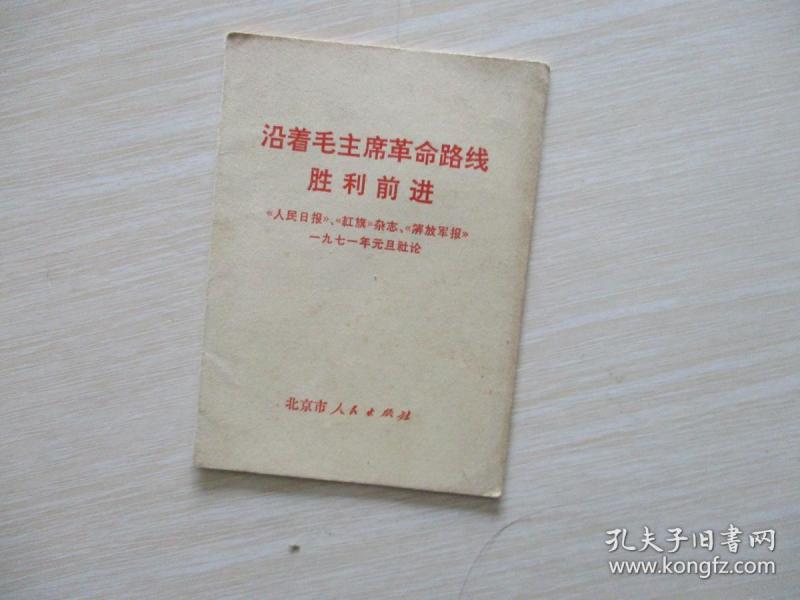 沿着毛主席革命路线
胜利前进
《人民日报》、《红旗》杂志、《解放军报》
一九七一年元旦社论
北京市人民出版社
孔夫子旧书网
www.kongfz.com